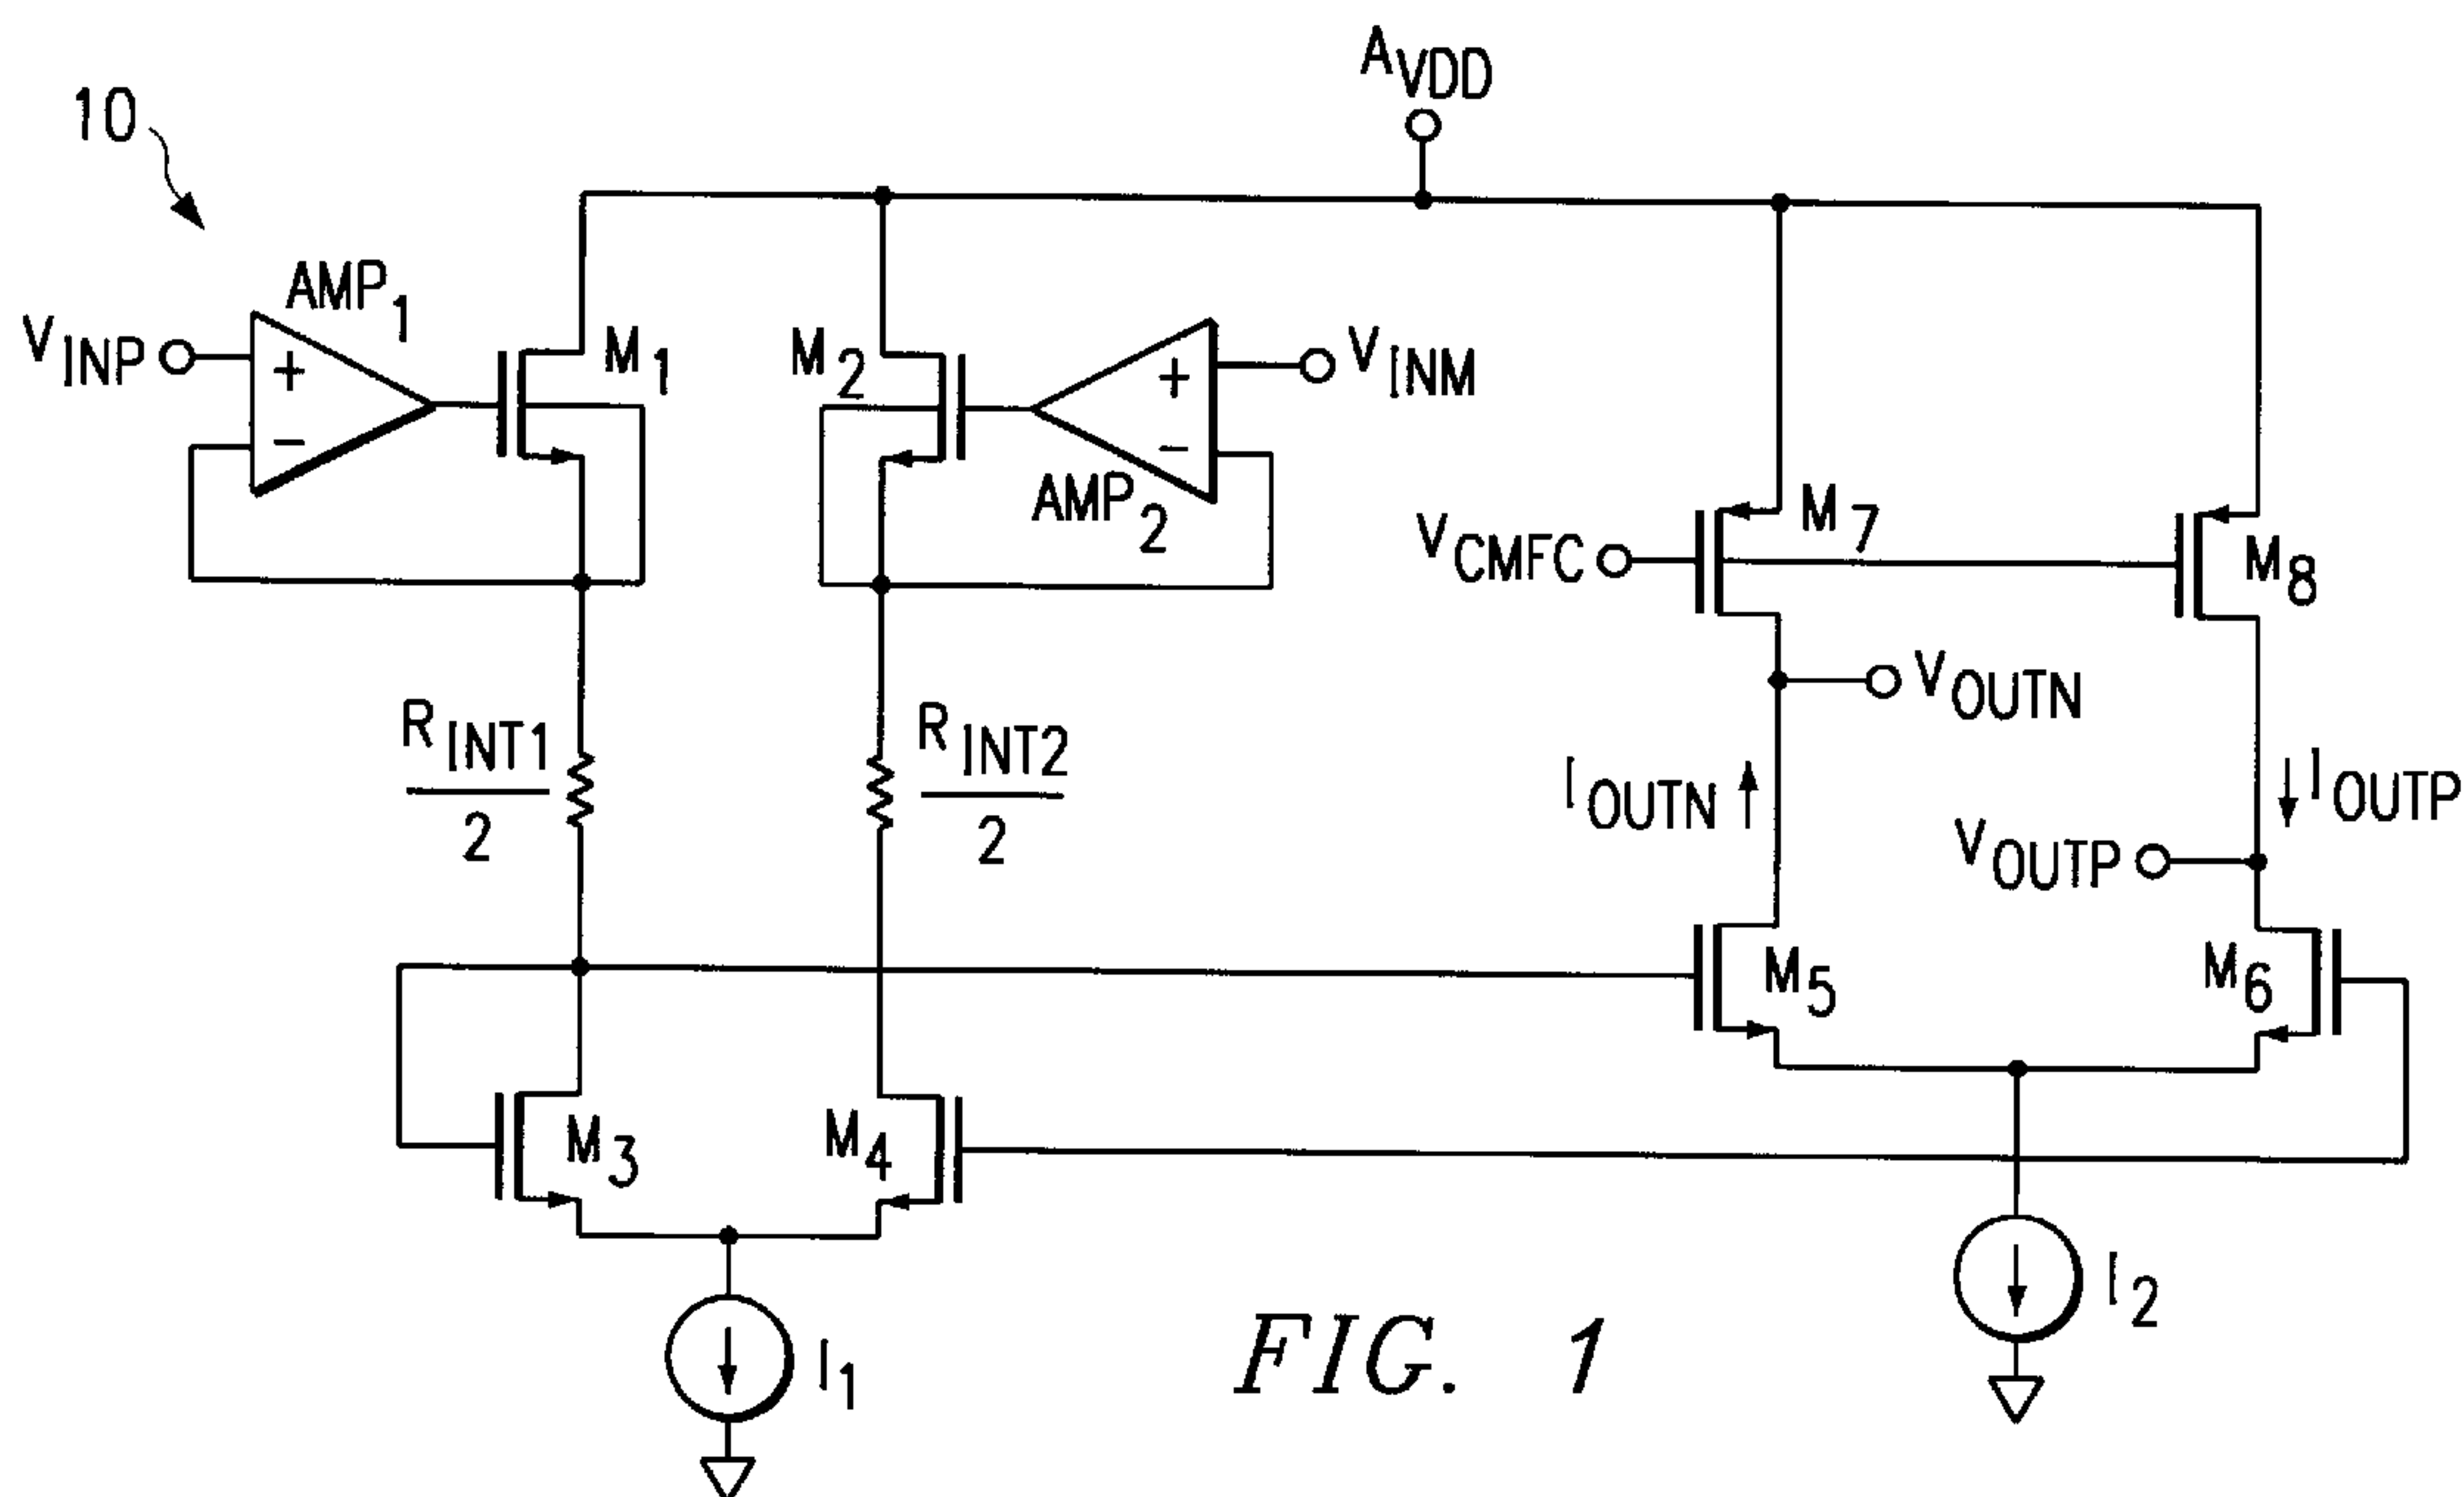 10
AVDD
AMP1
VINP
+
−
M1
M2
+
−
VINM
AMP2
VCMFC
M7
M8
RINT1
2
RINT2
2
VOUTN
IOUTN
IOUTP
VOUTP
M5
M6
M3
M4
I1
I2
FIG. 1